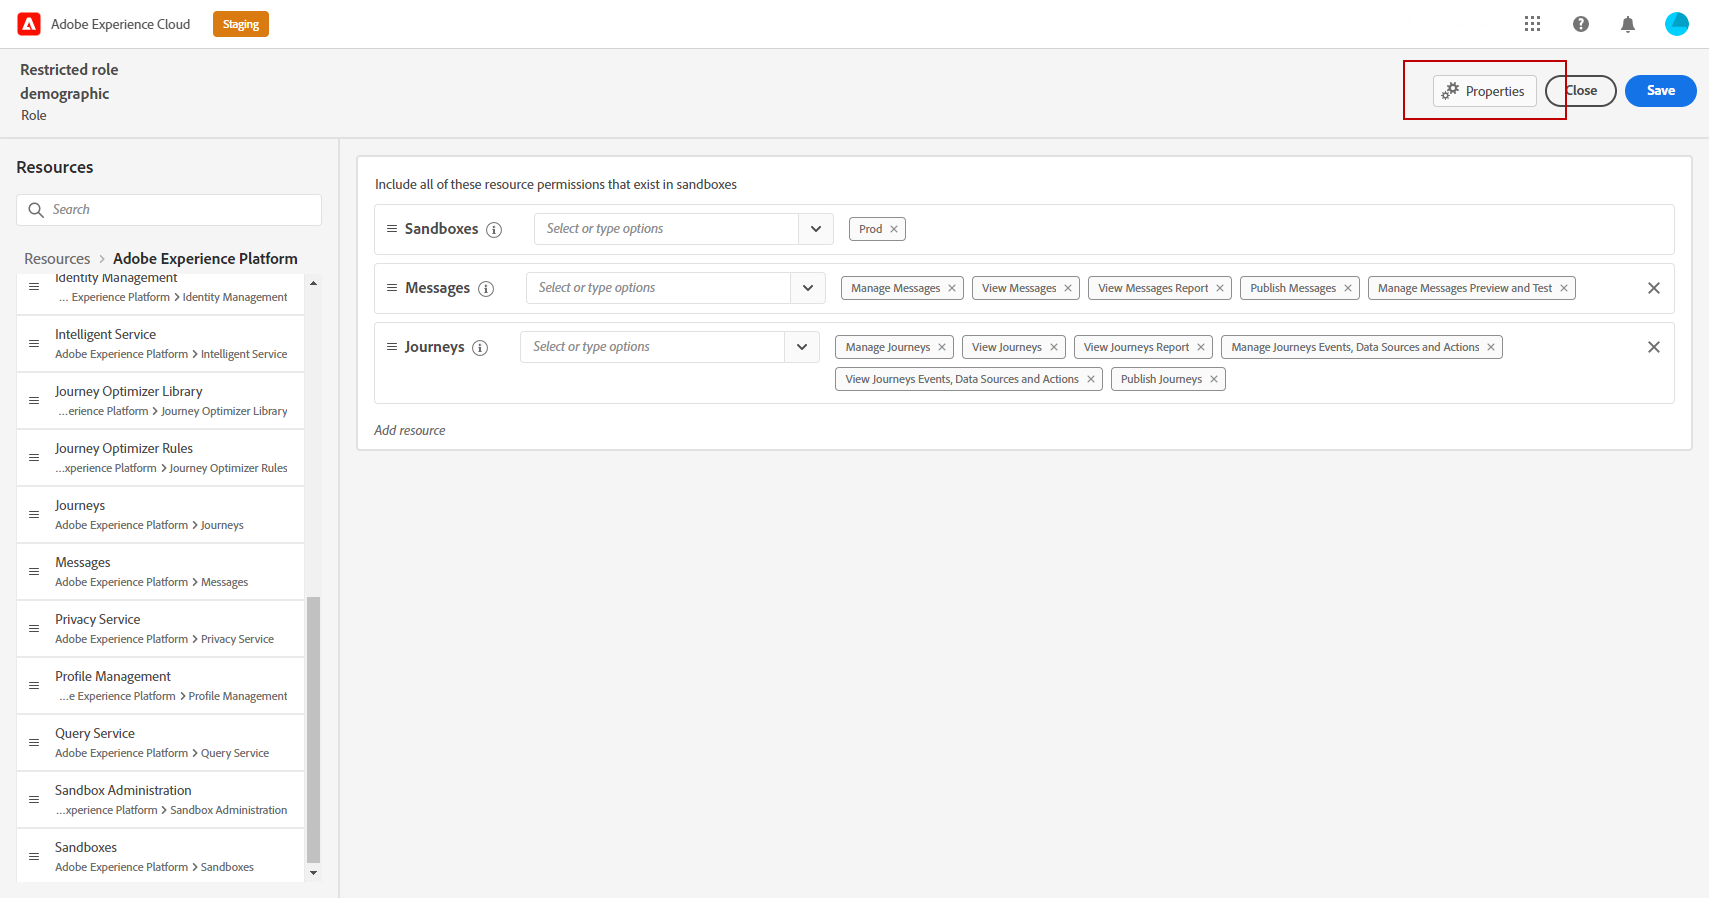 Adobe Experience Cloud
Staging
Restricted role
demographic
Role
Properties
Close
Save
Resources
Search
Resources > Adobe Experience Platform
Identity Management
... Experience Platform > Identity Management
Intelligent Service
Adobe Experience Platform > Intelligent Service
Journey Optimizer Library
...erience Platform > Journey Optimizer Library
Journey Optimizer Rules
...xperience Platform > Journey Optimizer Rules
Journeys
Adobe Experience Platform > Journeys
Messages
Adobe Experience Platform > Messages
Privacy Service
Adobe Experience Platform > Privacy Service
Profile Management
...e Experience Platform > Profile Management
Query Service
Adobe Experience Platform > Query Service
Sandbox Administration
...xperience Platform > Sandbox Administration
Sandboxes
Adobe Experience Platform > Sandboxes
Include all of these resource permissions that exist in sandboxes
Sandboxes Select or type options Prod
Messages Select or type options Manage Messages View Messages View Messages Report Publish Messages Manage Messages Preview and Test
Journeys Select or type options Manage Journeys View Journeys View Journeys Report Manage Journeys Events, Data Sources and Actions
View Journeys Events, Data Sources and Actions Publish Journeys
Add resource